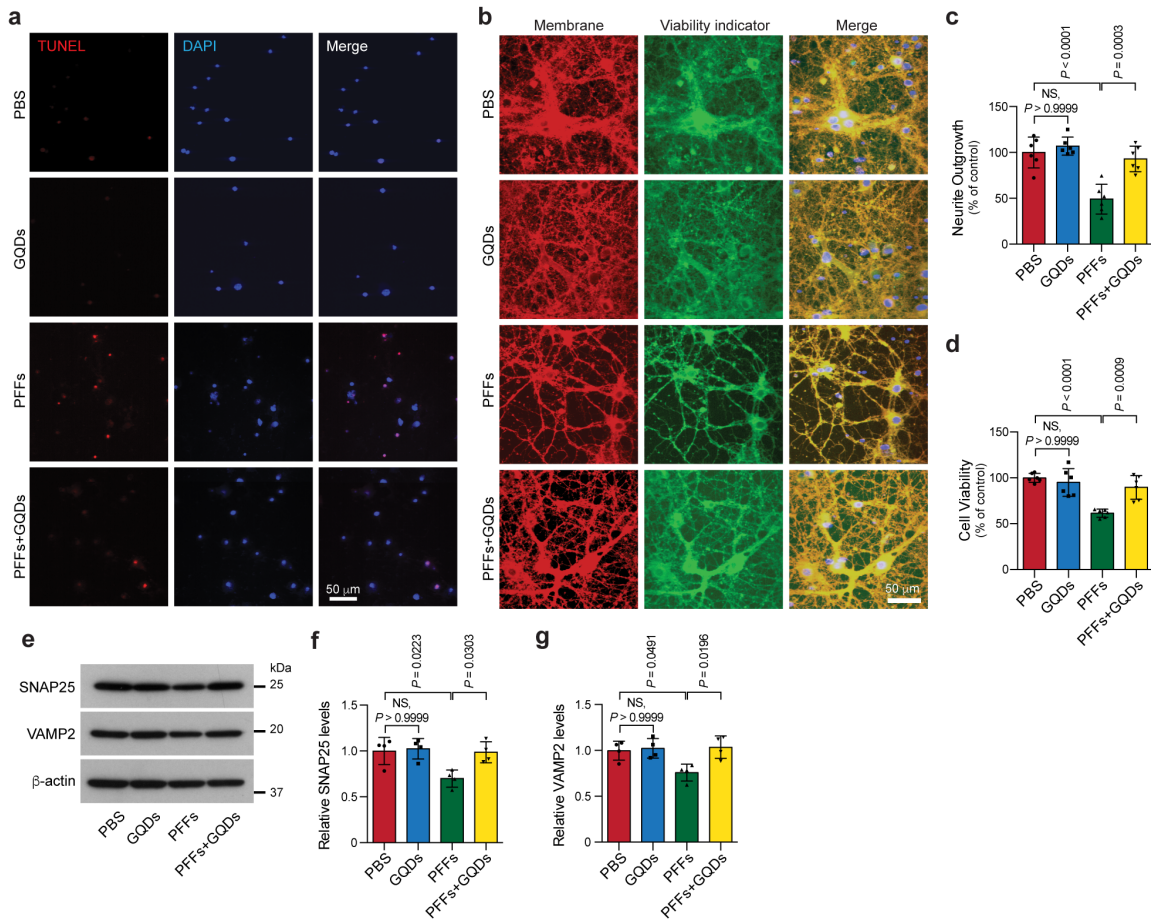 a
TUNEL
DAPI
Merge
PBS
GQDs
PFFs
PFFs+GQDs
50 μm
b
Membrane
Viability indicator
Merge
PBS
GQDs
PFFs
PFFs+GQDs
50 μm
c
P < 0.0001
P = 0.0003
NS,
P > 0.9999
Neurite Outgrowth
(% of control)
150
100
50
0
PBS
GQDs
PFFs
PFFs+GQDs
d
P < 0.0001
P = 0.0009
NS,
P > 0.9999
Cell Viability
(% of control)
150
100
50
0
PBS
GQDs
PFFs
PFFs+GQDs
e
kDa
SNAP25
25
VAMP2
20
β-actin
37
PBS
GQDs
PFFs
PFFs+GQDs
f
P = 0.0223
P = 0.0303
NS,
P > 0.9999
Relative SNAP25 levels
1.5
1.0
0.5
0
PBS
GQDs
PFFs
PFFs+GQDs
g
P = 0.0491
P = 0.0196
NS,
P > 0.9999
Relative VAMP2 levels
1.5
1.0
0.5
0
PBS
GQDs
PFFs
PFFs+GQDs